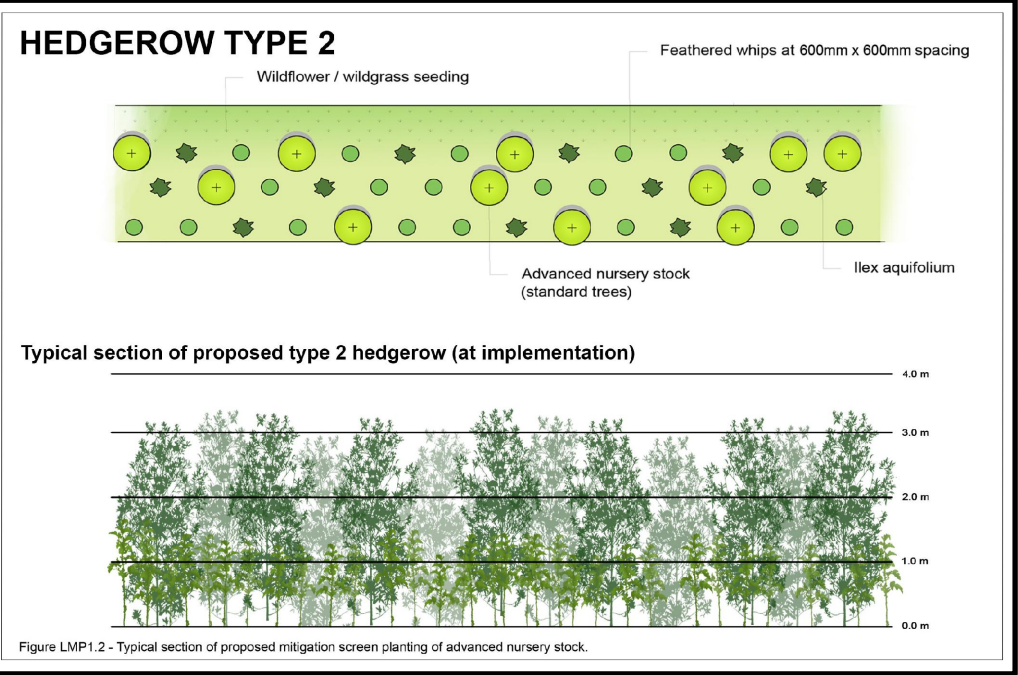 HEDGEROW TYPE 2
Feathered whips at 600mm x 600mm spacing
Wildflower / wildgrass seeding
Ilex aquifolium
Advanced nursery stock
(standard trees)
Typical section of proposed type 2 hedgerow (at implementation)
4.0 m
3.0 m
2.0 m
1.0 m
0.0 m
Figure LMP1.2 - Typical section of proposed mitigation screen planting of advanced nursery stock.